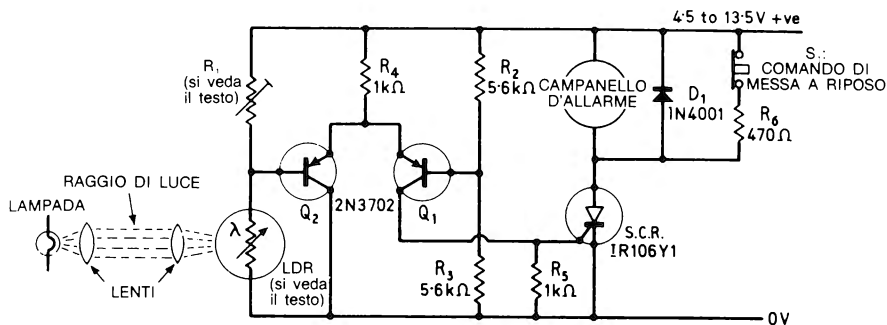 4·5 to 13·5V +ve
R₁
(si veda
il testo)
R₄
1kΩ
R₂
5·6kΩ
CAMPANELLO
D'ALLARME
D₁
1N4001
S.:
COMANDO DI
MESSA A RIPOSO
R₆
470Ω
RAGGIO DI LUCE
LAMPADA
LENTI
λ
LDR
(si veda
il testo)
Q₂
2N3702
Q₁
R₃
5·6kΩ
R₅
1kΩ
S.C.R.
IR106Y1
0V